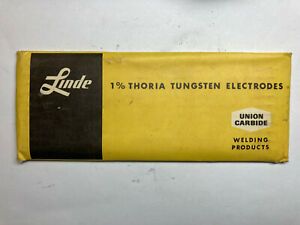 Linde
1% THORIA TUNGSTEN ELECTRODES
UNION
CARBIDE
WELDING
PRODUCTS